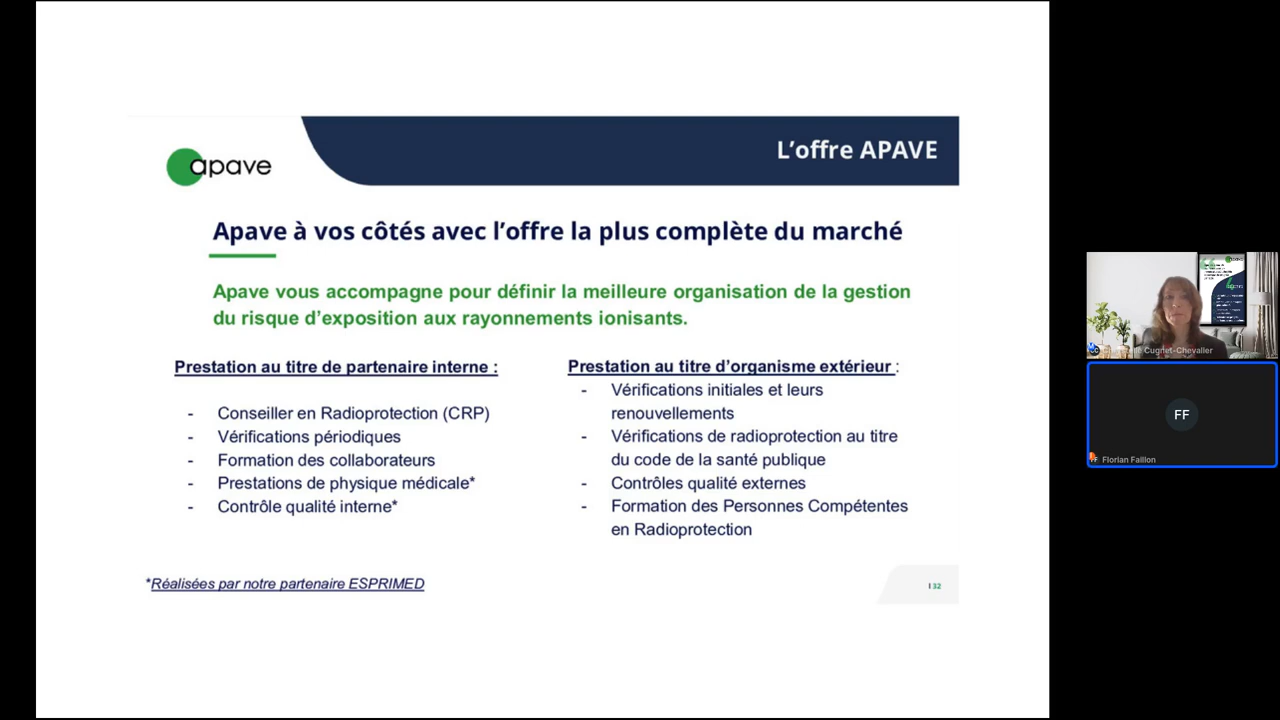 L'offre APAVE
apave
Apave à vos côtés avec l'offre la plus complète du marché
Apave vous accompagne pour définir la meilleure organisation de la gestion
du risque d'exposition aux rayonnements ionisants.
Prestation au titre de partenaire interne :
- Conseiller en Radioprotection (CRP)
- Vérifications périodiques
- Formation des collaborateurs
- Prestations de physique médicale*
- Contrôle qualité interne*
Prestation au titre d'organisme extérieur :
- Vérifications initiales et leurs
renouvellements
- Vérifications de radioprotection au titre
du code de la santé publique
- Contrôles qualité externes
- Formation des Personnes Compétentes
en Radioprotection
*Réalisées par notre partenaire ESPRIMED
I 32
apave
Cugnet-Chevalier
FF
Florian Faillon